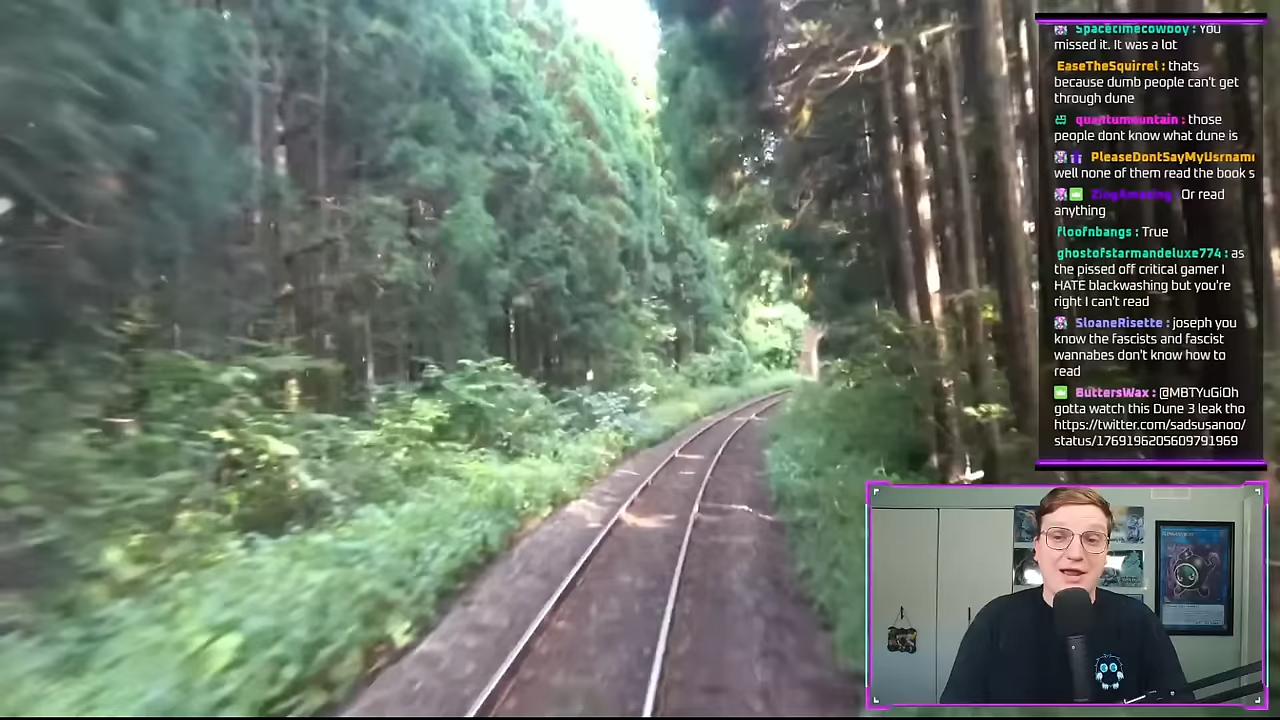 Spacetimecowboy : You
missed it. It was a lot
EaseTheSquirrel : thats
because dumb people can't get
through dune
quantumountain : those
people dont know what dune is
PleaseDontSayMyUsrnam
well none of them read the book s
ZingAmazing : Or read
anything
floofnbangs : True
ghostofstarmandeluxe774 : as
the pissed off critical gamer I
HATE blackwashing but you're
right I can't read
SloaneRisette : joseph you
know the fascists and fascist
wannabes don't know how to
read
ButtersWax : @MBTYuGiOh
gotta watch this Dune 3 leak tho
https://twitter.com/sadsusanoo/
status/1769196205609791969